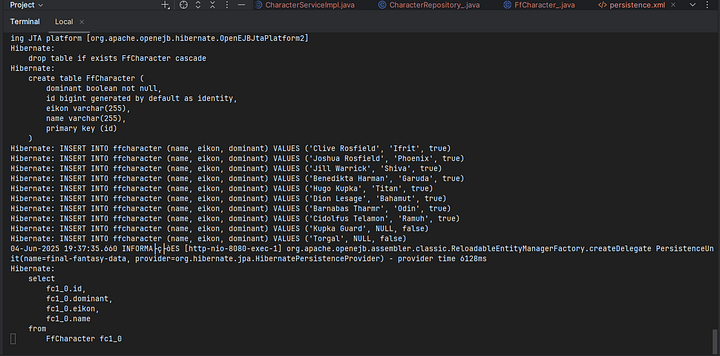 Project
CharacterServiceImpl.java
CharacterRepository_.java
FfCharacter_.java
persistence.xml
Terminal
Local
ing JTA platform [org.apache.openejb.hibernate.OpenEJBJtaPlatform2]
Hibernate:
drop table if exists FfCharacter cascade
Hibernate:
create table FfCharacter (
dominant boolean not null,
id bigint generated by default as identity,
eikon varchar(255),
name varchar(255),
primary key (id)
)
Hibernate: INSERT INTO ffcharacter (name, eikon, dominant) VALUES ('Clive Rosfield', 'Ifrit', true)
Hibernate: INSERT INTO ffcharacter (name, eikon, dominant) VALUES ('Joshua Rosfield', 'Phoenix', true)
Hibernate: INSERT INTO ffcharacter (name, eikon, dominant) VALUES ('Jill Warrick', 'Shiva', true)
Hibernate: INSERT INTO ffcharacter (name, eikon, dominant) VALUES ('Benedikta Harman', 'Garuda', true)
Hibernate: INSERT INTO ffcharacter (name, eikon, dominant) VALUES ('Hugo Kupka', 'Titan', true)
Hibernate: INSERT INTO ffcharacter (name, eikon, dominant) VALUES ('Dion Lesage', 'Bahamut', true)
Hibernate: INSERT INTO ffcharacter (name, eikon, dominant) VALUES ('Barnabas Tharmr', 'Odin', true)
Hibernate: INSERT INTO ffcharacter (name, eikon, dominant) VALUES ('Cidolfus Telamon', 'Ramuh', true)
Hibernate: INSERT INTO ffcharacter (name, eikon, dominant) VALUES ('Kupka Guard', NULL, false)
Hibernate: INSERT INTO ffcharacter (name, eikon, dominant) VALUES ('Torgal', NULL, false)
04-Jun-2025 19:37:35.660 [http-nio-8080-exec-1] org.apache.openejb.assembler.classic.ReloadableEntityManagerFactory.createDelegate PersistenceUn
it(name=final-fantasy-data, provider=org.hibernate.jpa.HibernatePersistenceProvider) - provider time 6128ms
Hibernate:
select
fc1_0.id,
fc1_0.dominant,
fc1_0.eikon,
fc1_0.name
from
FfCharacter fc1_0